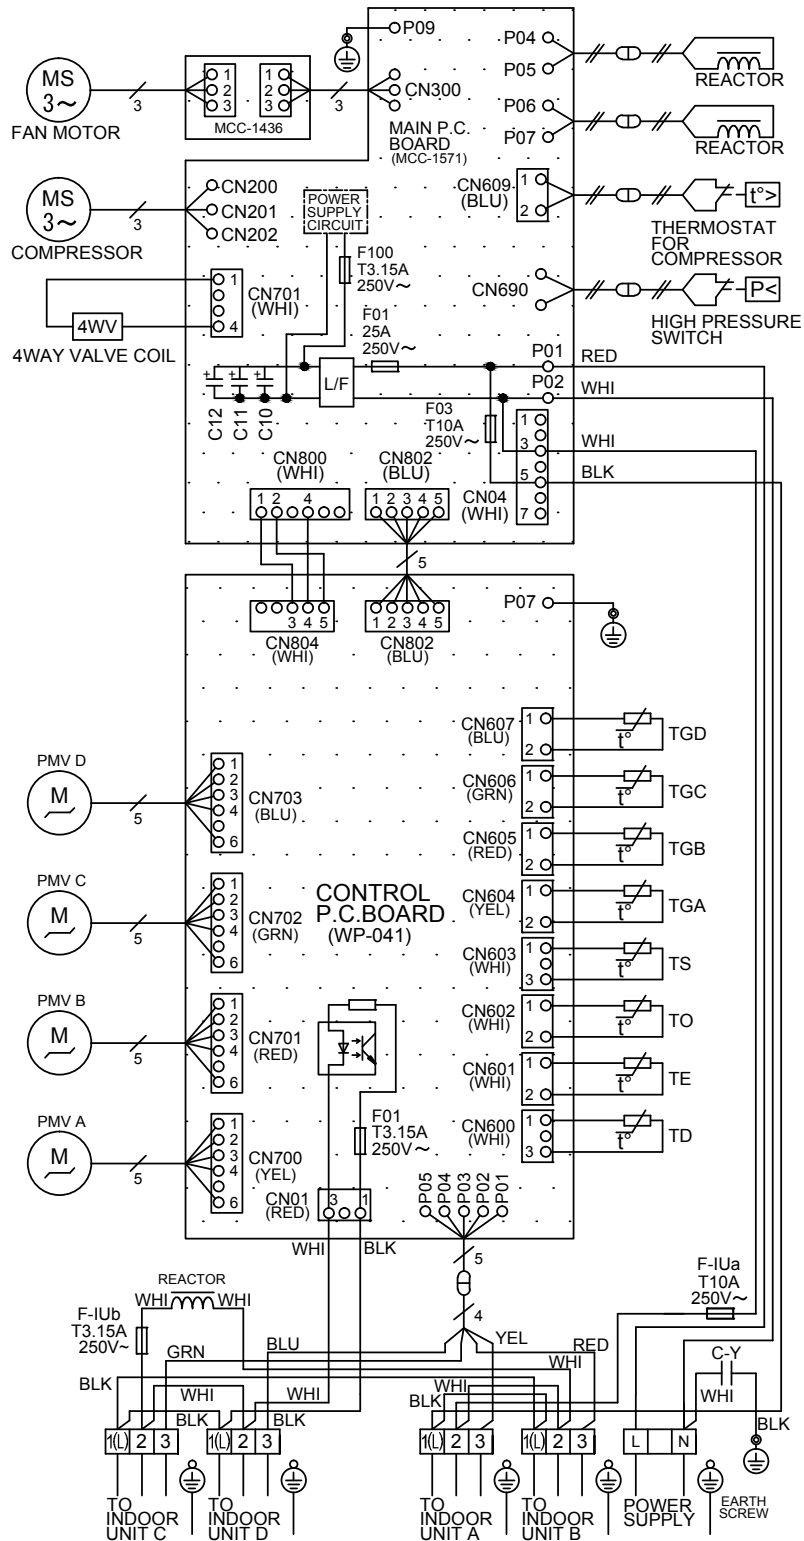 P09
P04
P05
REACTOR
MS
3~
3
FAN MOTOR
1
2
3
1
2
3
MCC-1436
3
CN300
MAIN P.C.
BOARD
(MCC-1571)
P06
P07
REACTOR
MS
3~
3
COMPRESSOR
CN200
CN201
CN202
POWER
SUPPLY
CIRCUIT
CN609
(BLU)
1
2
t°>
THERMOSTAT
FOR
COMPRESSOR
F100
T3.15A
250V~
1
4
CN701
(WHI)
4WV
4WAY VALVE COIL
CN690
P<
HIGH PRESSURE
SWITCH
F01
25A
250V~
P01
RED
P02
WHI
+
+
+
C12
C11
C10
L/F
F03
T10A
250V~
1
3
5
7
WHI
BLK
CN04
(WHI)
CN800
(WHI)
1 2 4
CN802
(BLU)
1 2 3 4 5
5
3 4 5
CN804
(WHI)
1 2 3 4 5
CN802
(BLU)
P07
CN607
(BLU)
1
2
t°
TGD
CN606
(GRN)
1
2
t°
TGC
CN605
(RED)
1
2
t°
TGB
CN604
(YEL)
1
2
t°
TGA
CN603
(WHI)
1
3
t°
TS
CN602
(WHI)
1
2
t°
TO
CN601
(WHI)
1
2
t°
TE
CN600
(WHI)
1
3
t°
TD
CONTROL
P.C.BOARD
(WP-041)
PMV D
M
5
1
2
3
4
6
CN703
(BLU)
PMV C
M
5
1
2
3
4
6
CN702
(GRN)
PMV B
M
5
1
2
3
4
6
CN701
(RED)
PMV A
M
5
1
2
3
4
6
CN700
(YEL)
F01
T3.15A
250V~
CN01
(RED)
3 1
WHI
BLK
P05
P04
P03
P02
P01
5
4
REACTOR
WHI
WHI
F-IUb
T3.15A
250V~
F-IUa
T10A
250V~
GRN
BLU
YEL
RED
WHI
C-Y
WHI
BLK
BLK
WHI
WHI
BLK
BLK
BLK
WHI
1(L) 2 3
1(L) 2 3
1(L) 2 3
1(L) 2 3
L N
TO
INDOOR
UNIT C
TO
INDOOR
UNIT D
TO
INDOOR
UNIT A
TO
INDOOR
UNIT B
POWER
SUPPLY
EARTH
SCREW